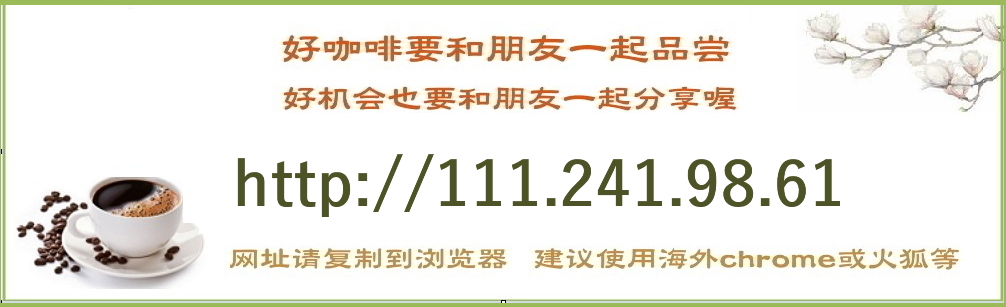 好咖啡要和朋友一起品尝
好机会也要和朋友一起分享喔
http://111.241.98.61
网址请复制到浏览器 建议使用海外chrome或火狐等